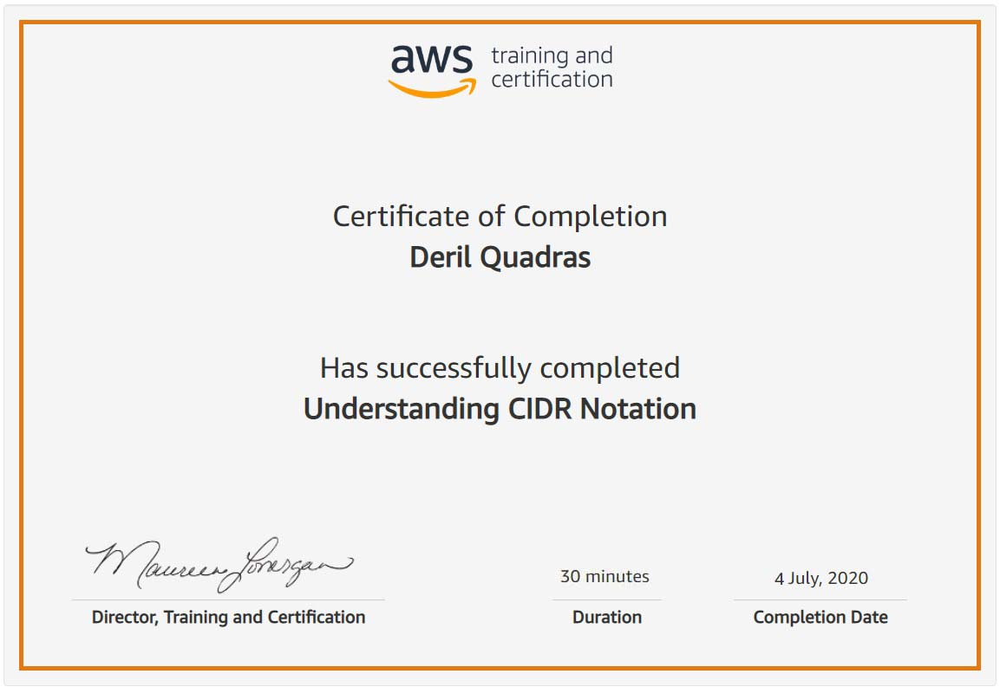 aws training and
certification
Certificate of Completion
Deril Quadras
Has successfully completed
Understanding CIDR Notation
Maureen Lonergan
30 minutes
4 July, 2020
Director, Training and Certification
Duration
Completion Date